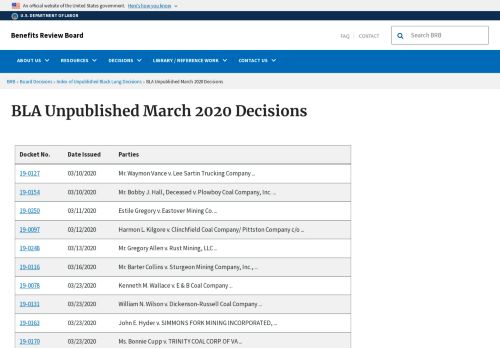 An official website of the United States government. Here's how you know
U.S. DEPARTMENT OF LABOR
Benefits Review Board
FAQ CONTACT
Search BRB
ABOUT US RESOURCES DECISIONS LIBRARY / REFERENCE WORK CONTACT US
BRB › Board Decisions › Index of Unpublished Black Lung Decisions › BLA Unpublished March 2020 Decisions
BLA Unpublished March 2020 Decisions
Docket No. Date Issued Parties
19-0127 03/10/2020 Mr. Waymon Vance v. Lee Sartin Trucking Company ...
19-0154 03/10/2020 Mr. Bobby J. Hall, Deceased v. Plowboy Coal Company, Inc. ...
19-0250 03/11/2020 Estile Gregory v. Eastover Mining Co. ...
19-0097 03/12/2020 Harmon L. Kilgore v. Clinchfield Coal Company/ Pittston Company c/o ...
19-0248 03/13/2020 Mr. Gregory Allen v. Rust Mining, LLC ...
19-0116 03/16/2020 Mr. Barter Collins v. Sturgeon Mining Company, Inc., ...
19-0078 03/23/2020 Kenneth M. Wallace v. E & B Coal Company ...
19-0131 03/23/2020 William N. Wilson v. Dickenson-Russell Coal Company ...
19-0163 03/23/2020 John E. Hyder v. SIMMONS FORK MINING INCORPORATED, ...
19-0170 03/23/2020 Ms. Bonnie Cupp v. TRINITY COAL CORP. OF VA ...